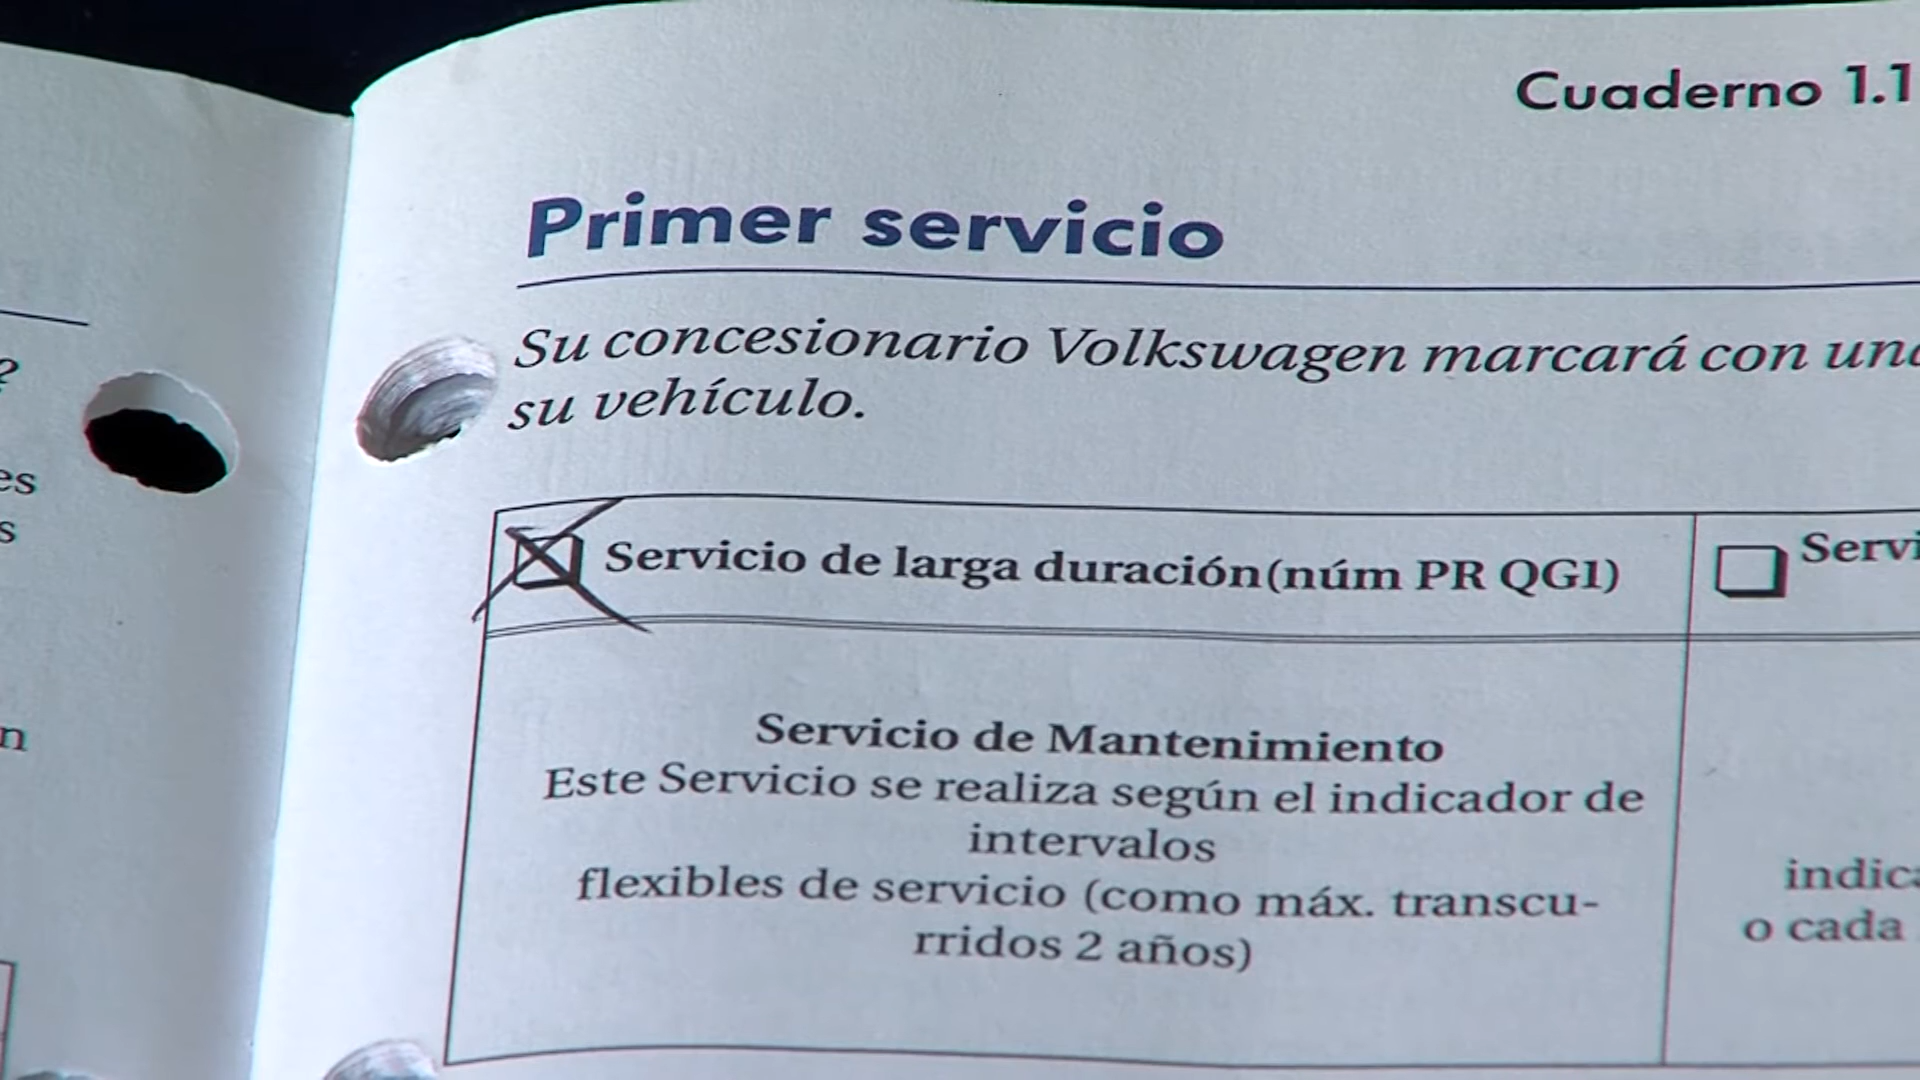 Cuaderno 1.1
Primer servicio
Su concesionario Volkswagen marcará con una
su vehículo.
Servicio de larga duración(núm PR QG1)
Servicio de Mantenimiento
Este Servicio se realiza según el indicador de
intervalos
flexibles de servicio (como máx. transcu-
rridos 2 años)
o cada
?
es
s
n